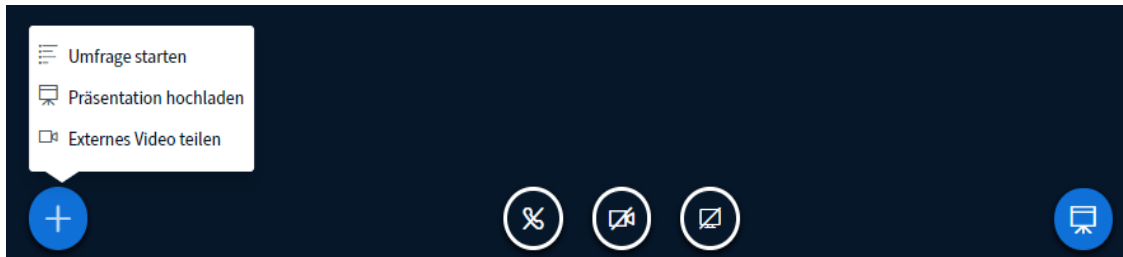 Umfrage starten
Präsentation hochladen
Externes Video teilen